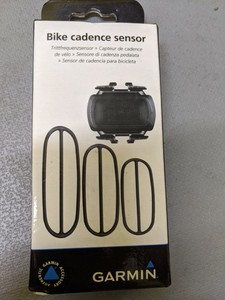 Bike cadence sensor
Trittfrequenzsensor • Capteur de cadence
de vélo • Sensore di cadenza pedalata
• Sensor de cadencia para bicicleta
GARMIN